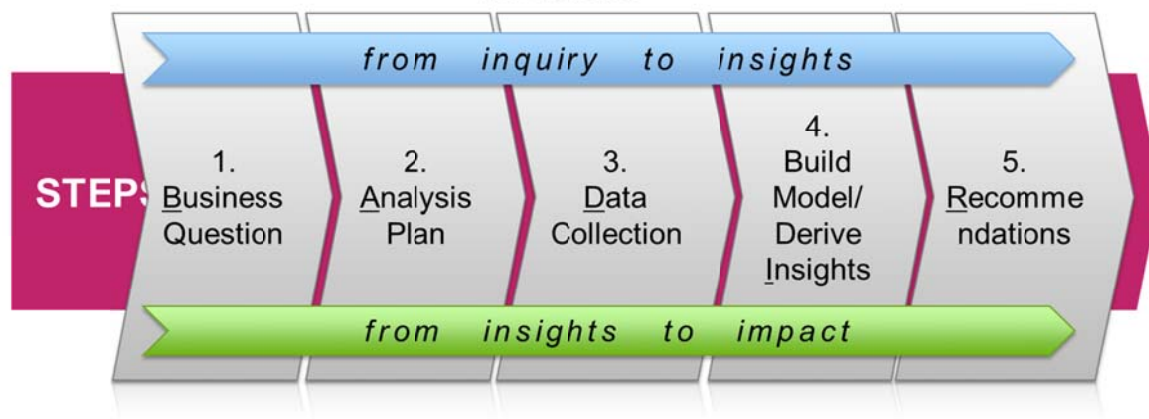 from inquiry to insights
STEPS
1.
Business
Question
2.
Analysis
Plan
3.
Data
Collection
4.
Build
Model/
Derive
Insights
5.
Recomme
ndations
from insights to impact